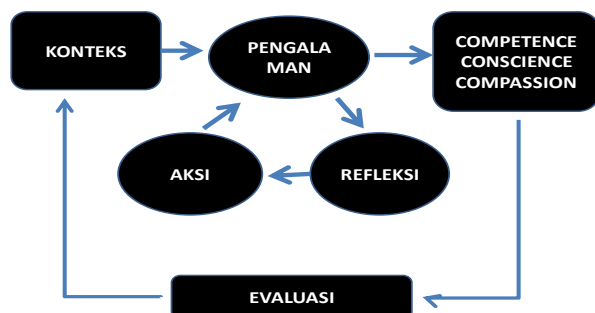 KONTEKS
PENGALA
MAN
COMPETENCE
CONSCIENCE
COMPASSION
AKSI
REFLEKSI
EVALUASI